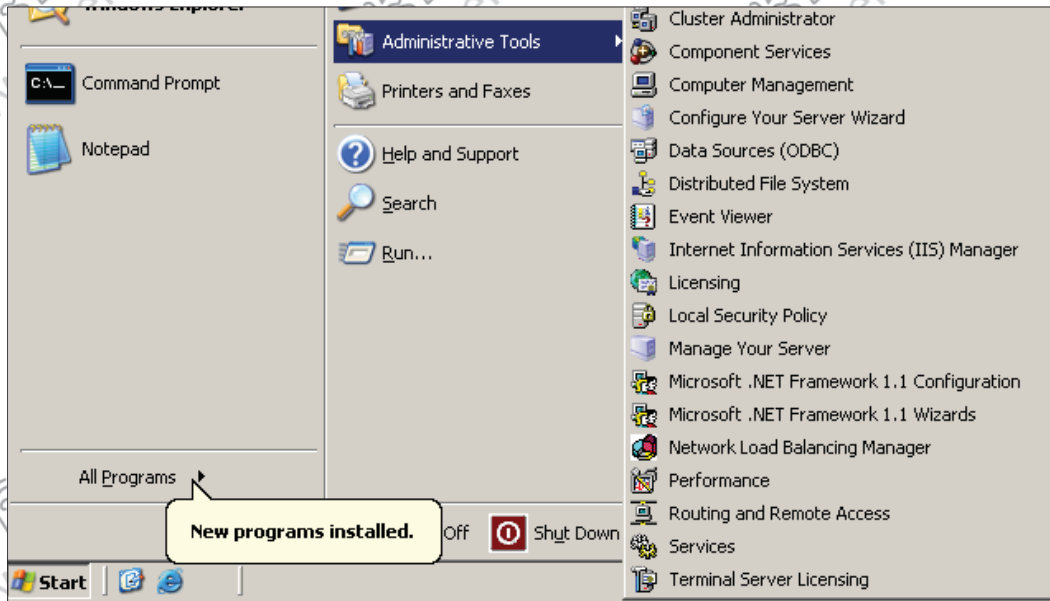 Windows Explorer
Command Prompt
Notepad
All Programs
Administrative Tools
Printers and Faxes
Help and Support
Search
Run...
Off
Shut Down
New programs installed.
Start
Cluster Administrator
Component Services
Computer Management
Configure Your Server Wizard
Data Sources (ODBC)
Distributed File System
Event Viewer
Internet Information Services (IIS) Manager
Licensing
Local Security Policy
Manage Your Server
Microsoft .NET Framework 1.1 Configuration
Microsoft .NET Framework 1.1 Wizards
Network Load Balancing Manager
Performance
Routing and Remote Access
Services
Terminal Server Licensing